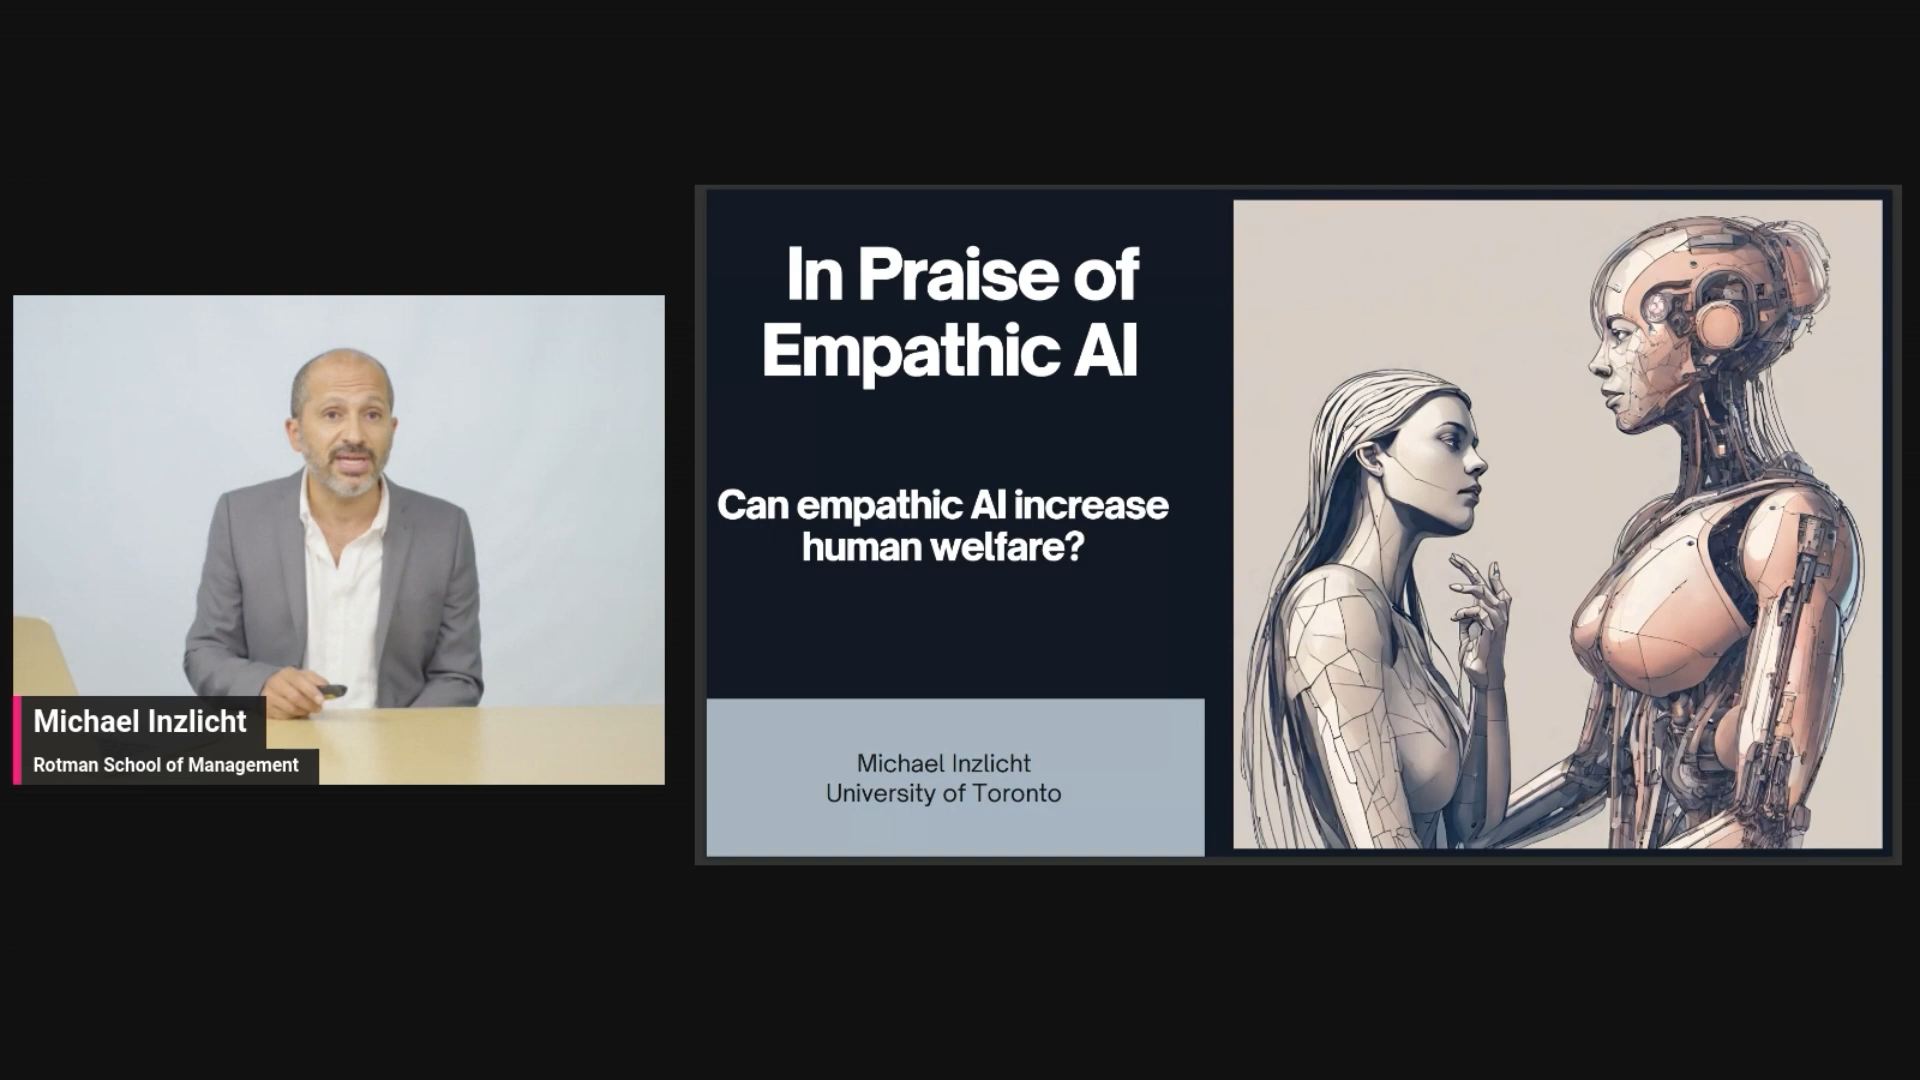 Michael Inzlicht
Rotman School of Management
In Praise of
Empathic AI
Can empathic AI increase
human welfare?
Michael Inzlicht
University of Toronto